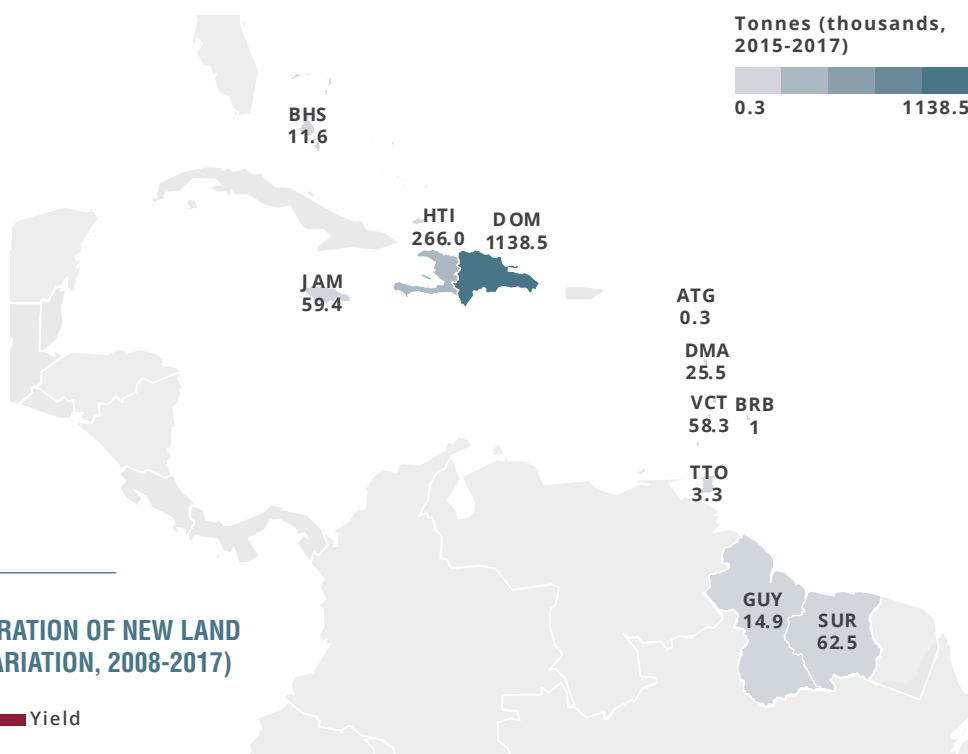 Tonnes (thousands,
2015-2017)
0.3 1138.5
BHS
11.6
HTI
266.0
DOM
1138.5
JAM
59.4
ATG
0.3
DMA
25.5
VCT
58.3
BRB
1
TTO
3.3
GUY
14.9
SUR
62.5
RATION OF NEW LAND
ARIATION, 2008-2017)
Yield